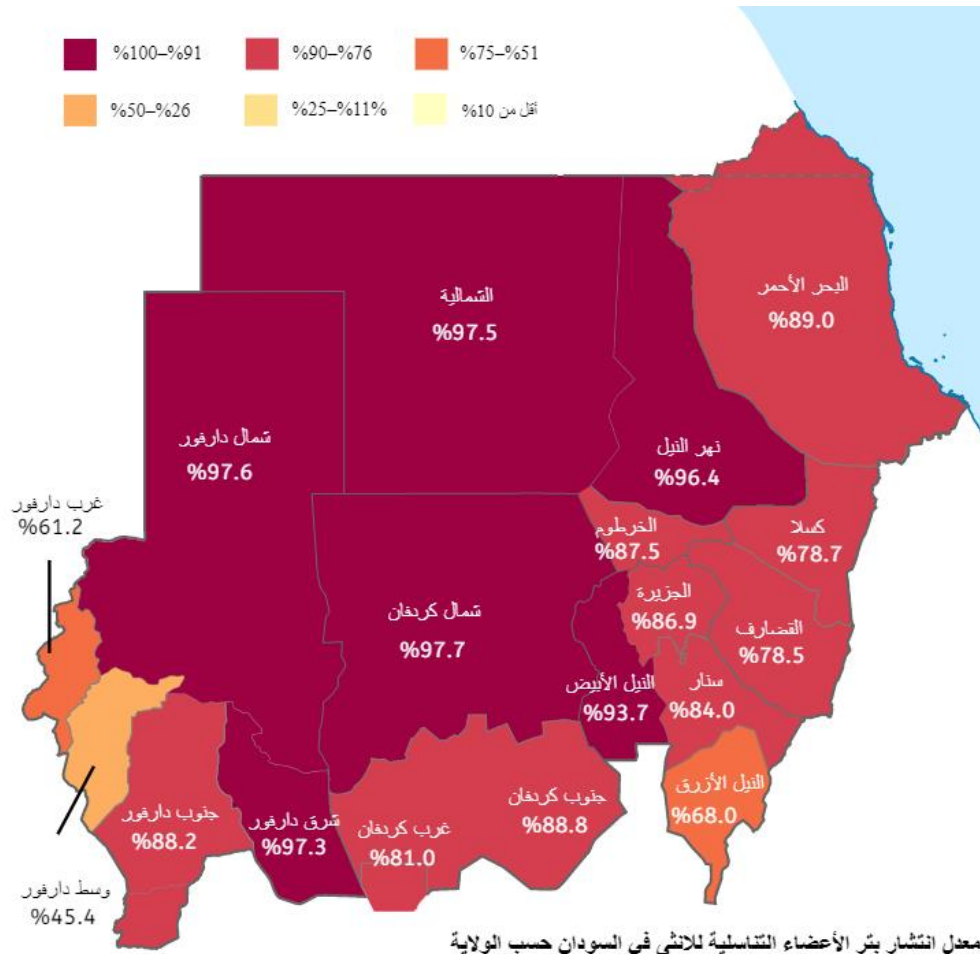 %100–%91
%90–%76
%75–%51
%50–%26
%25–%11%
أقل من 10%
البحر الأحمر
%89.0
الشمالية
%97.5
شمال دارفور
%97.6
نهر النيل
%96.4
غرب دارفور
%61.2
الخرطوم
%87.5
كسلا
%78.7
الجزيرة
%86.9
شمال كردفان
%97.7
القضارف
%78.5
النيل الأبيض
%93.7
سنار
%84.0
النيل الأزرق
%68.0
جنوب كردفان
%88.8
جنوب دارفور
%88.2
شرق دارفور
%97.3
غرب كردفان
%81.0
وسط دارفور
%45.4
معدل انتشار بتر الأعضاء التناسلية للانثى في السودان حسب الولاية